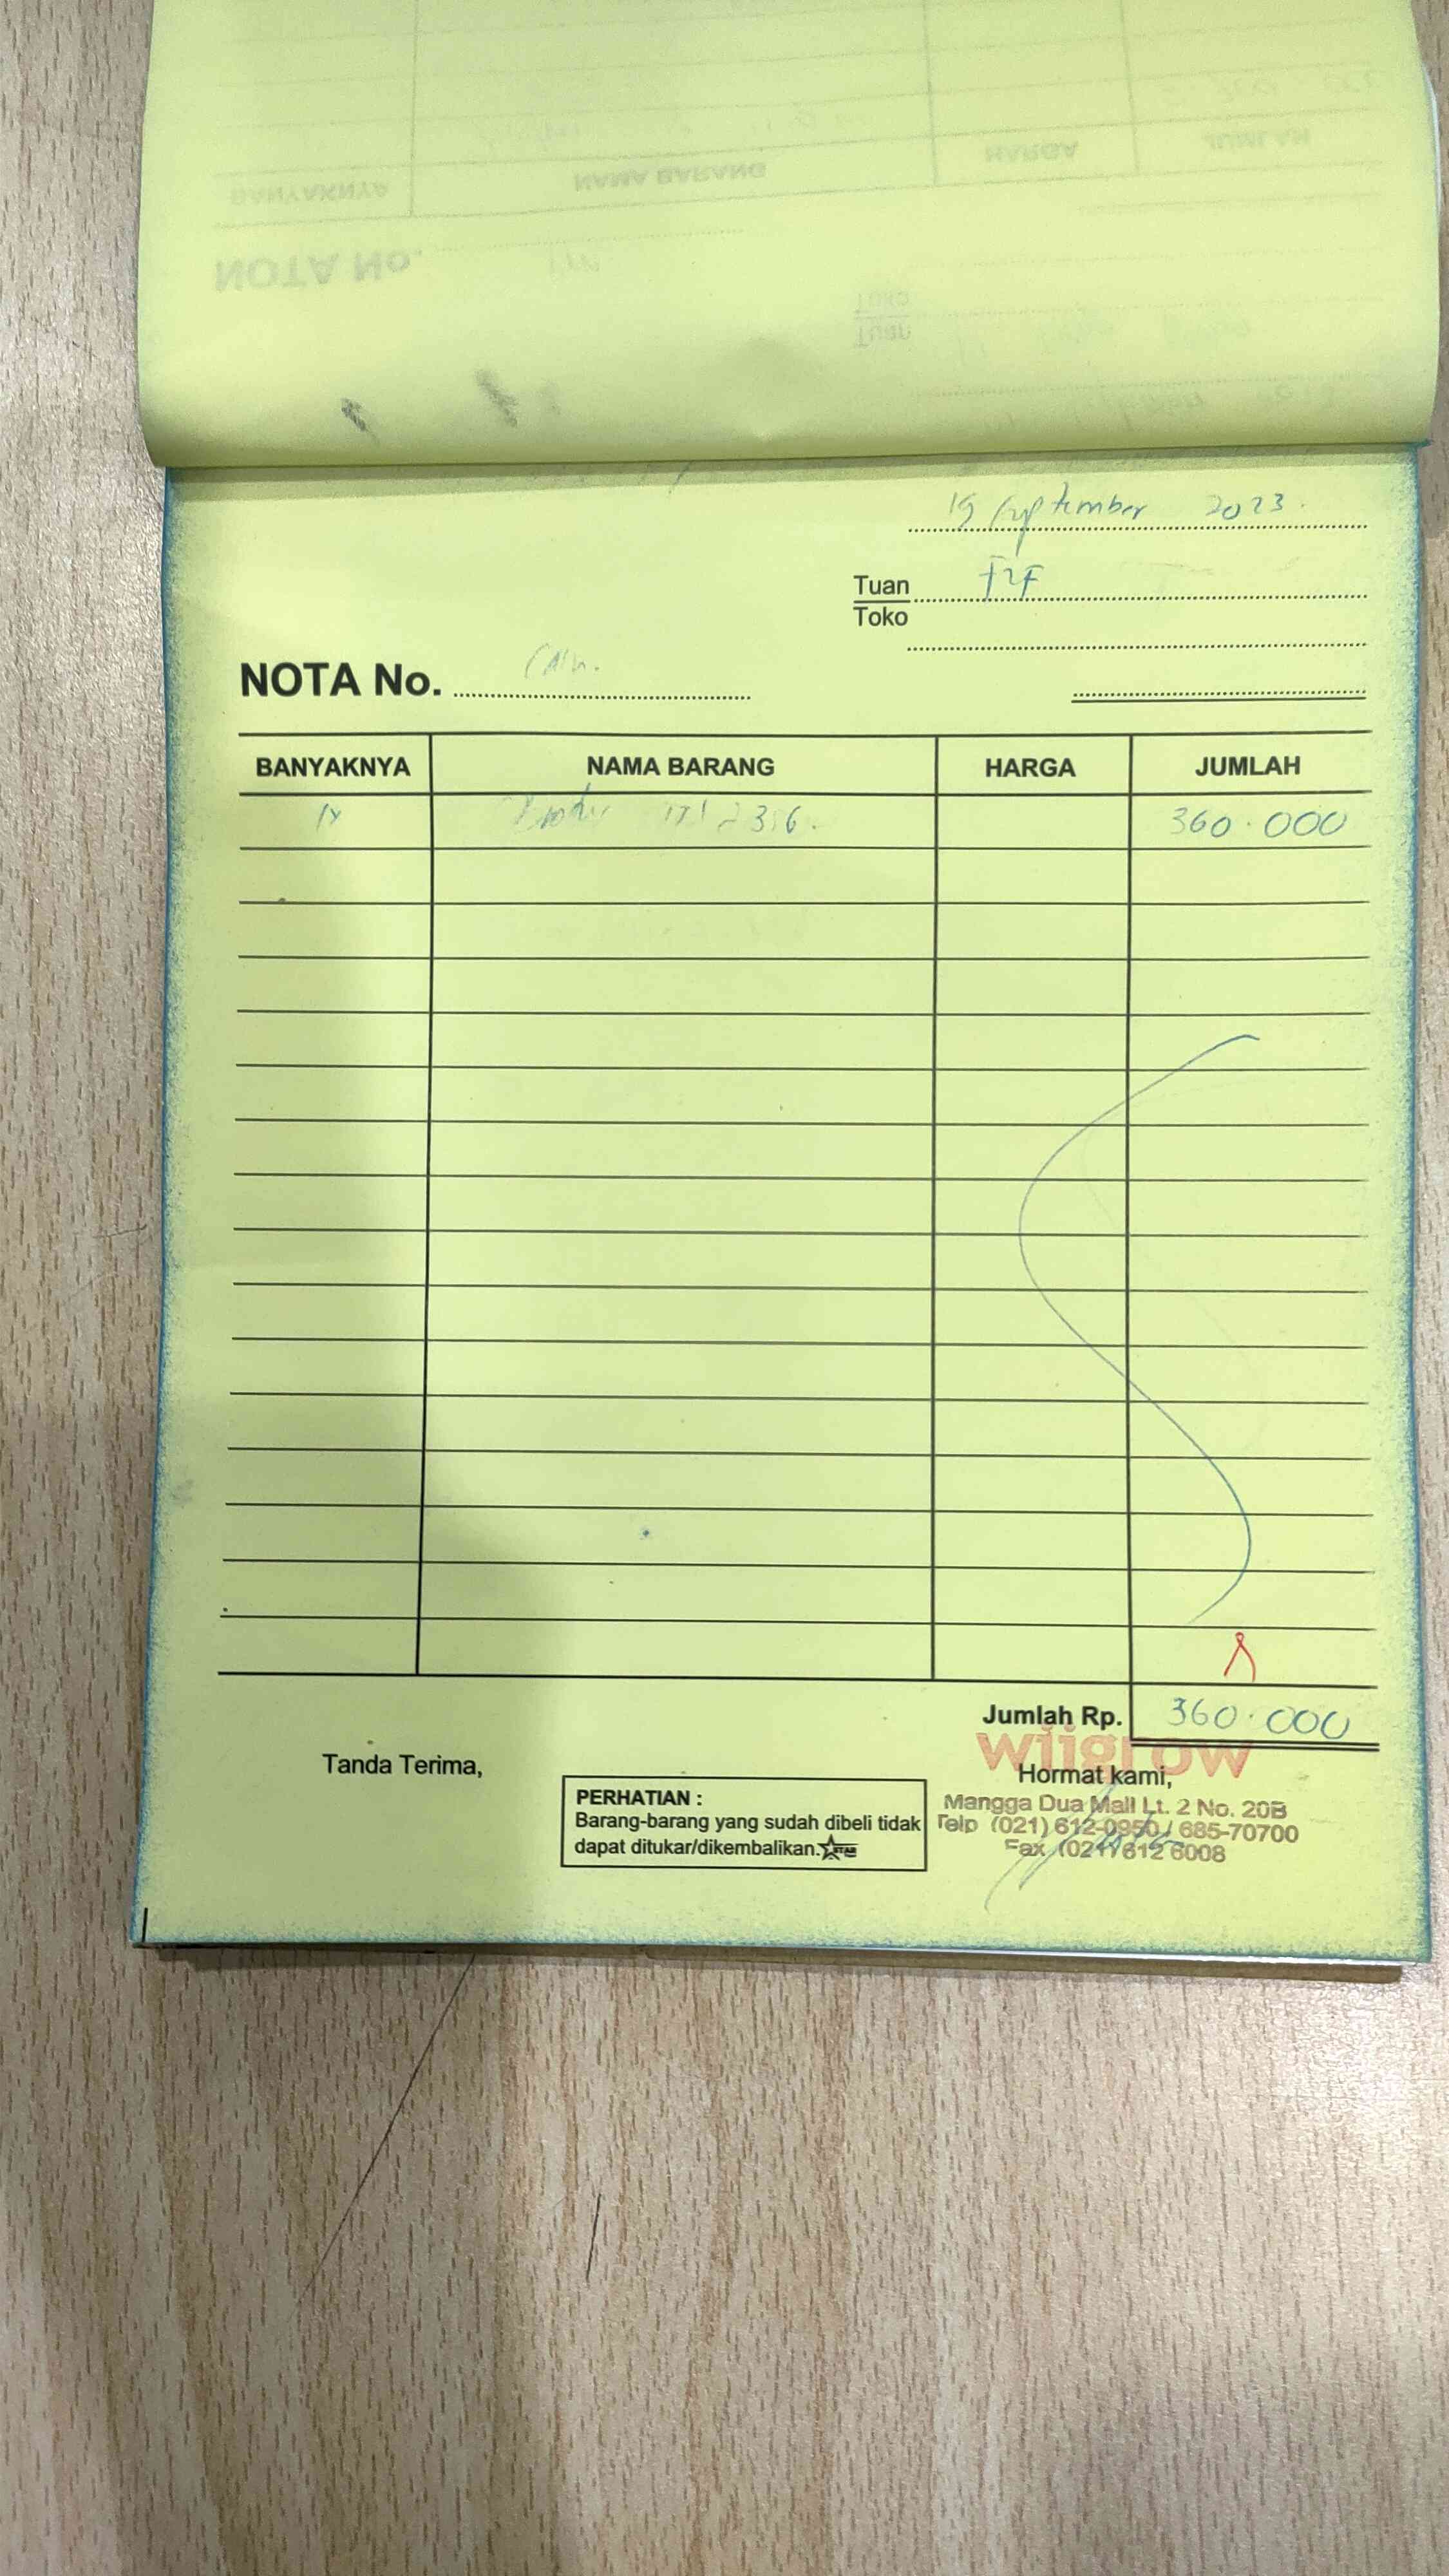 19 September 2023.
Tuan F2F
Toko
NOTA No.
BANYAKNYA NAMA BARANG HARGA JUMLAH
1x 360.000
Jumlah Rp. 360.000
wiigrow
Tanda Terima, Hormat kami,
PERHATIAN :
Barang-barang yang sudah dibeli tidak
dapat ditukar/dikembalikan.
Mangga Dua Mall Lt. 2 No. 20B
Telp (021) 612-0950 / 685-70700
Fax (021) 612 6008